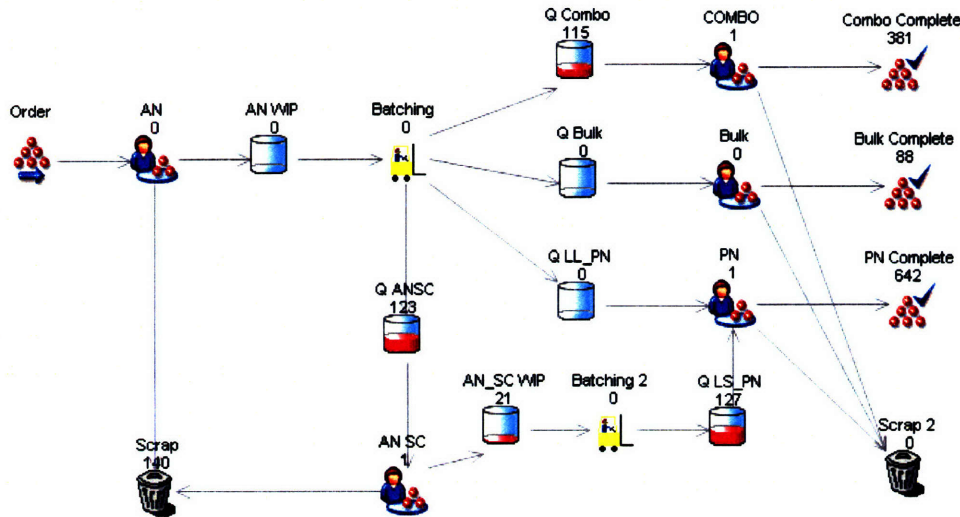 Q Combo
115
COMBO
1
Combo Complete
381
Order
AN
0
AN WIP
0
Batching
0
Q Bulk
0
Bulk
0
Bulk Complete
88
Q LL_PN
0
PN
1
PN Complete
642
Q ANSC
123
AN_SC WIP
21
Batching 2
0
Q LS_PN
127
Scrap
140
AN SC
1
Scrap 2
0